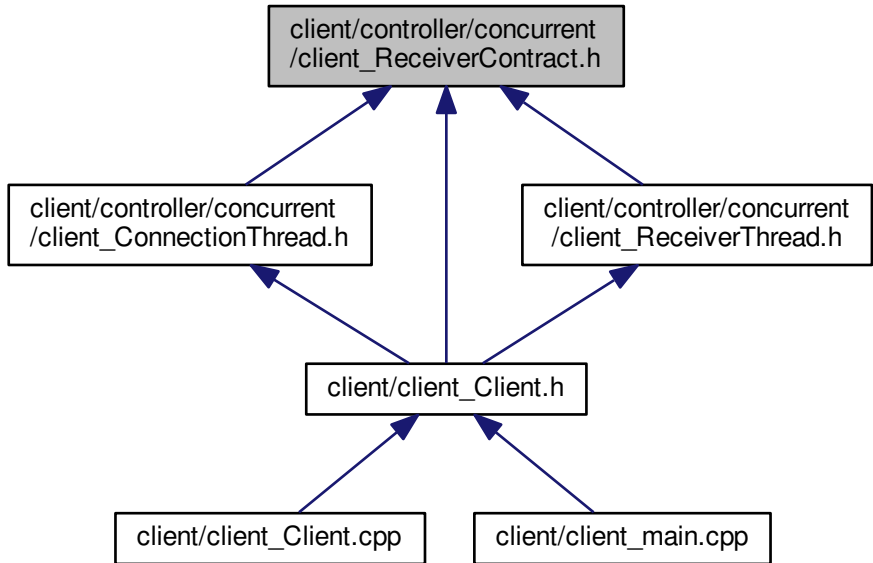 client/controller/concurrent
/client_ReceiverContract.h
client/controller/concurrent
/client_ConnectionThread.h
client/controller/concurrent
/client_ReceiverThread.h
client/client_Client.h
client/client_Client.cpp
client/client_main.cpp